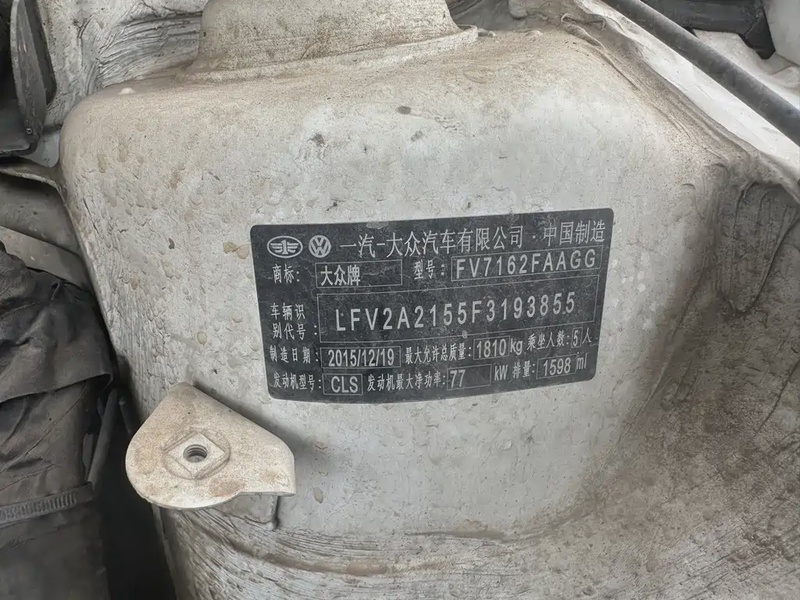 一汽-大众汽车有限公司·中国制造
商标: 大众牌 型号: FV7162FAAGG
车辆识别代号: LFV2A2155F3193855
制造日期: 2015/12/19 最大允许总质量: 1810 kg 乘坐人数: 5 人
发动机型号: CLS 发动机最大净功率: 77 kW 排量: 1598 ml